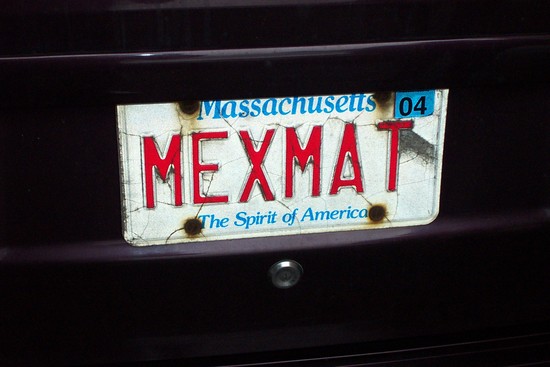 Massachusetts 04
MEXMAT
The Spirit of America